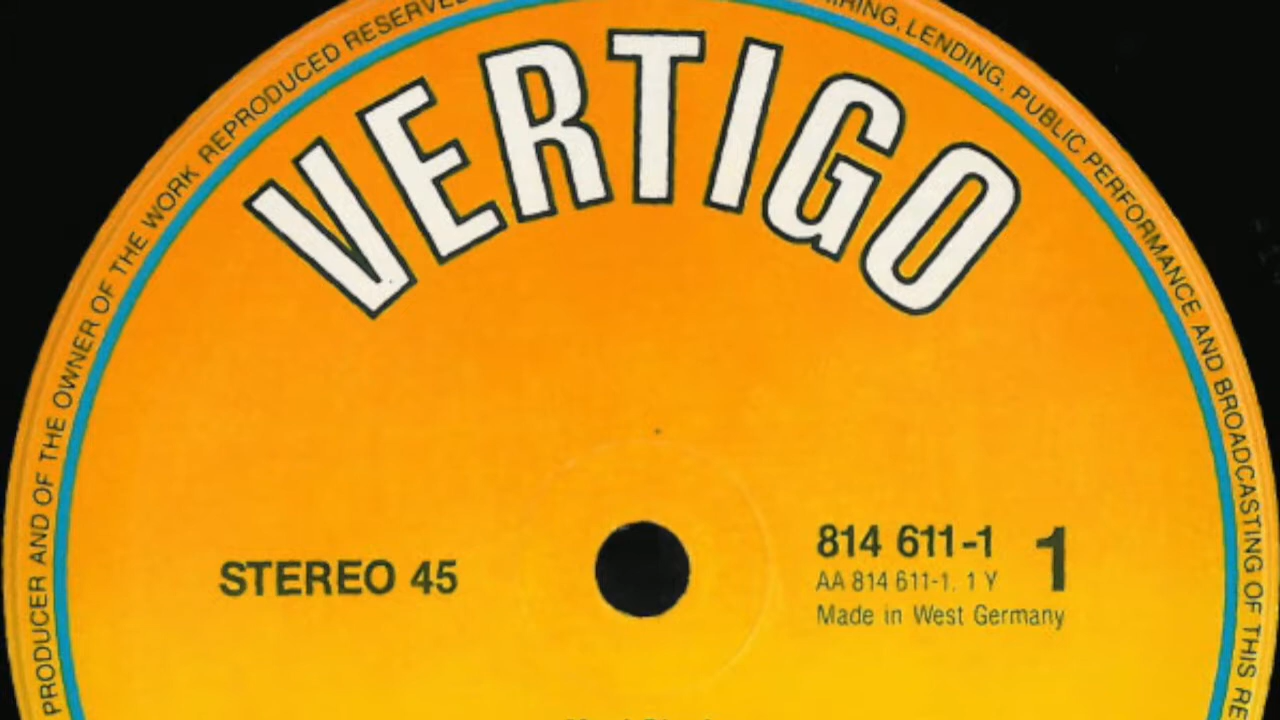 PRODUCER AND OF THE OWNER OF THE WORK REPRODUCED RESERVED
HIRING, LENDING, PUBLIC PERFORMANCE AND BROADCASTING OF THIS RE
VERTIGO
STEREO 45
814 611-1 1
AA 814 611-1. 1 Y
Made in West Germany